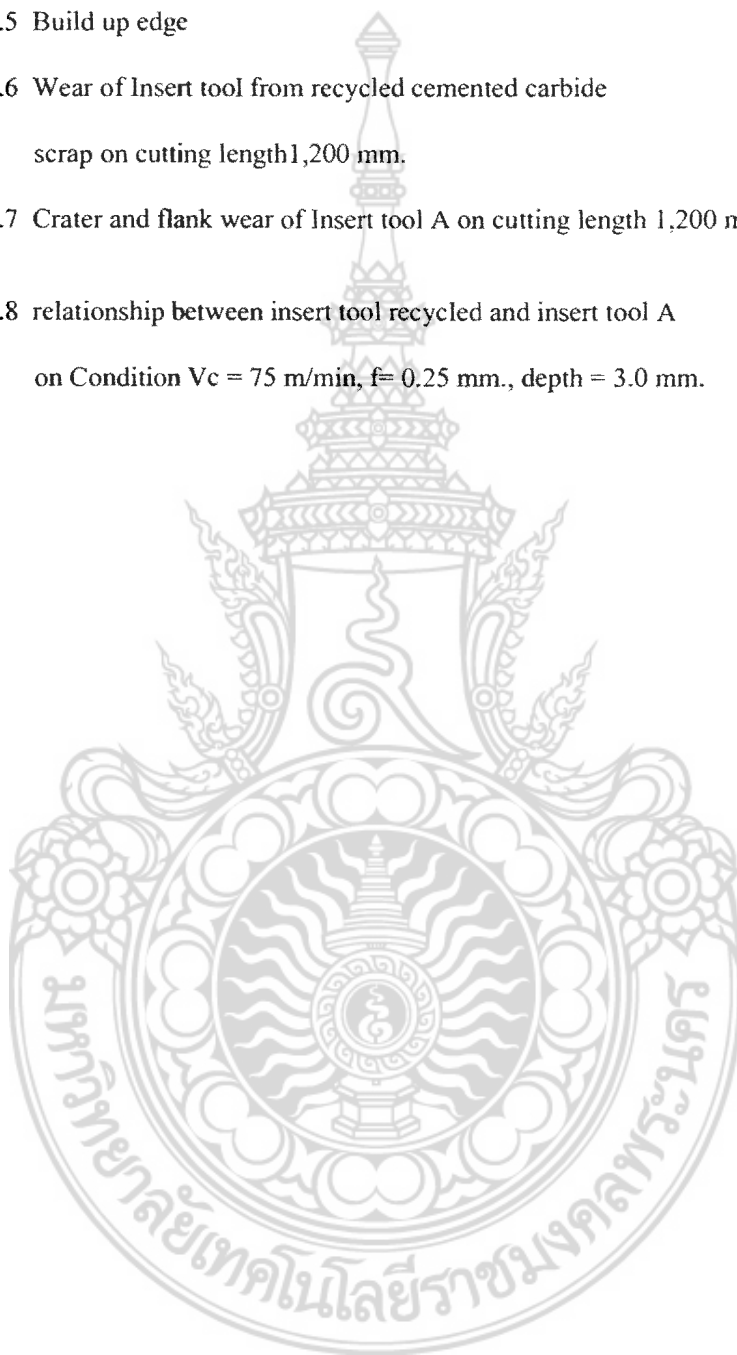 .5 Build up edge
.6 Wear of Insert tool from recycled cemented carbide
scrap on cutting length1,200 mm.
.7 Crater and flank wear of Insert tool A on cutting length 1,200 m
.8 relationship between insert tool recycled and insert tool A
on Condition Vc = 75 m/min, f= 0.25 mm., depth = 3.0 mm.
มหาวิทยาลัยเทคโนโลยีราชมงคลพระนคร